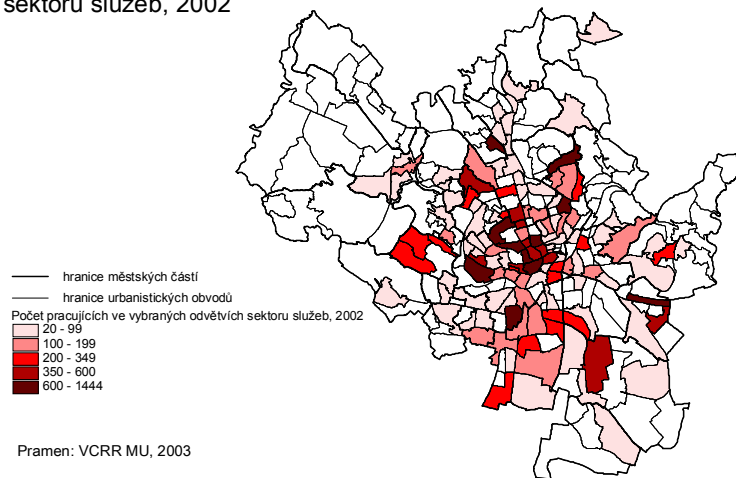 sektoru služeb, 2002
hranice městských částí
hranice urbanistických obvodů
Počet pracujících ve vybraných odvětvích sektoru služeb, 2002
20 - 99
100 - 199
200 - 349
350 - 600
600 - 1444
Pramen: VCRR MU, 2003